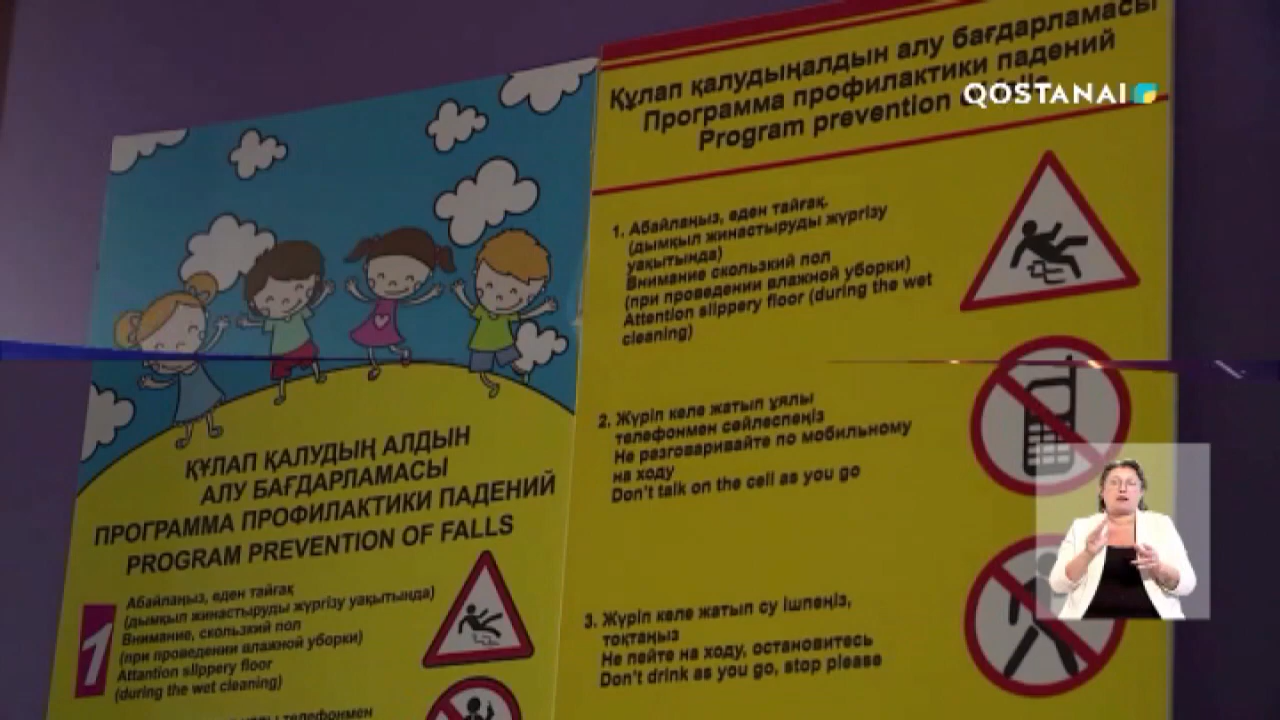 QOSTANAI
ҚҰЛАП ҚАЛУДЫҢ АЛДЫН
АЛУ БАҒДАРЛАМАСЫ
ПРОГРАММА ПРОФИЛАКТИКИ ПАДЕНИЙ
PROGRAM PREVENTION OF FALLS
1
Абайлаңыз, еден тайғақ
(дымқыл жинастыруды жүргізу уақытында)
Внимание, скользкий пол
(при проведении влажной уборки)
Attantion slippery floor
(during the wet cleaning)
телефонмен
Құлап қалудыңалдын алу бағдарламасы
Программа профилактики падений
Program prevention
1. Абайлаңыз, еден тайғақ.
(дымқыл жинастыруды жүргізу
уақытында)
Внимание скользкий пол
(при проведении влажной уборки)
Attention slippery floor (during the wet
cleaning)
2. Жүріп келе жатып ұялы
телефонмен сөйлеспеңіз
Не разговаривайте по мобильному
на ходу
Don't talk on the cell as you go
3. Жүріп келе жатып су ішпеңіз,
тоқтаңыз
Не пейте на ходу, остановитесь
Don't drink as you go, stop please